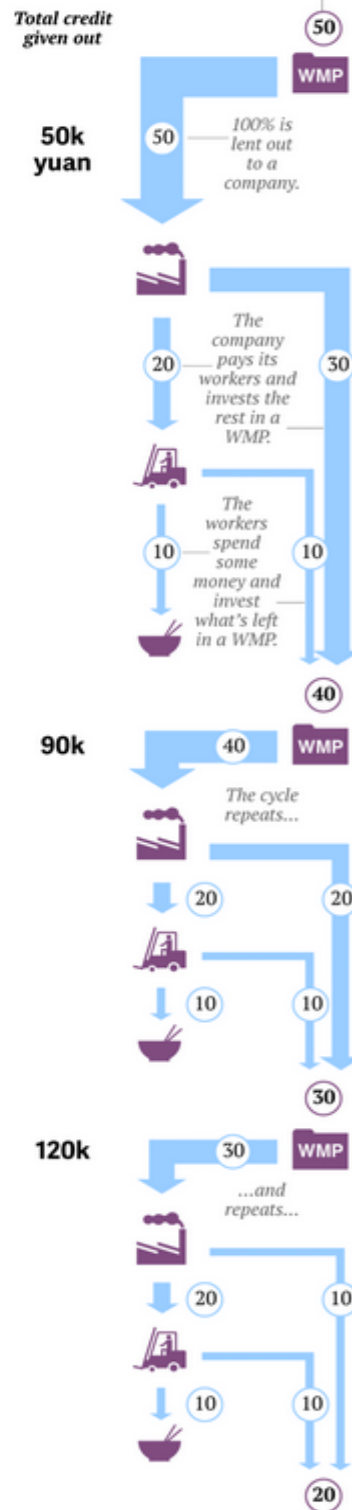 Total credit
given out
50
WMP
50k
yuan
50
100% is
lent out
to a
company.
The
company
pays its
workers and
invests the
rest in a
WMP.
20
30
The
workers
spend
some
money and
invest
what's left
in a WMP.
10
10
40
90k
40
WMP
The cycle
repeats...
20
20
10
10
30
120k
30
WMP
...and
repeats...
20
10
10
10
20